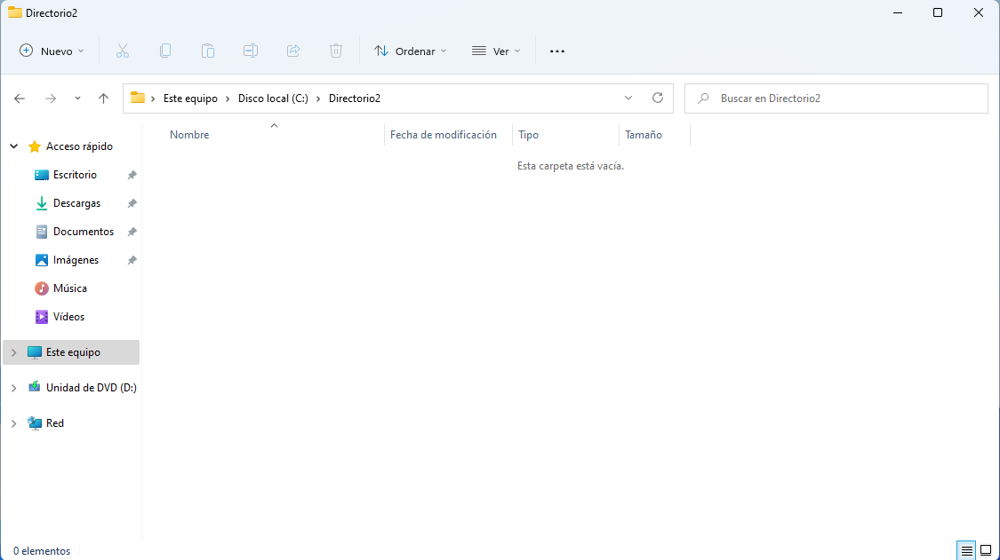 Directorio2
Nuevo
Ordenar
Ver
Este equipo
Disco local (C:)
Directorio2
Buscar en Directorio2
Nombre
Fecha de modificación
Tipo
Tamaño
Esta carpeta está vacía.
Acceso rápido
Escritorio
Descargas
Documentos
Imágenes
Música
Vídeos
Este equipo
Unidad de DVD (D:)
Red
0 elementos